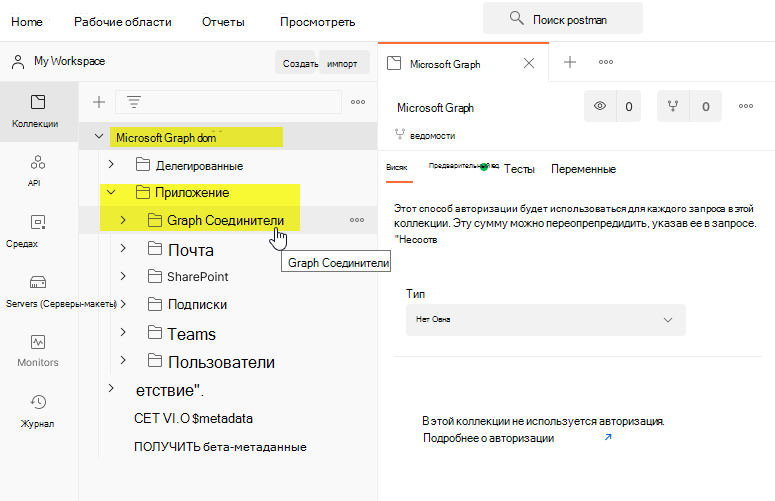 Home Рабочие области Отчеты Просмотреть Поиск postman
My Workspace Создать импорт
Коллекции
API
Средах
Servers (Серверы-макеты)
Monitors
Журнал
Microsoft Graph dom
Делегированные
Приложение
Graph Соединители
Graph Соединители
Почта
SharePoint
Подписки
Teams
Пользователи
етствие".
СЕТ VI.O $metadata
ПОЛУЧИТЬ бета-метаданные
Microsoft Graph
Microsoft Graph 0 0
ведомости
Висяк Предварительный Тесты Переменные
Этот способ авторизации будет использоваться для каждого запроса в этой
коллекции. Эту сумму можно переопрепредидить, указав ее в запросе.
"Несоотв
Тип
Нет Овна
В этой коллекции не используется авторизация.
Подробнее о авторизации